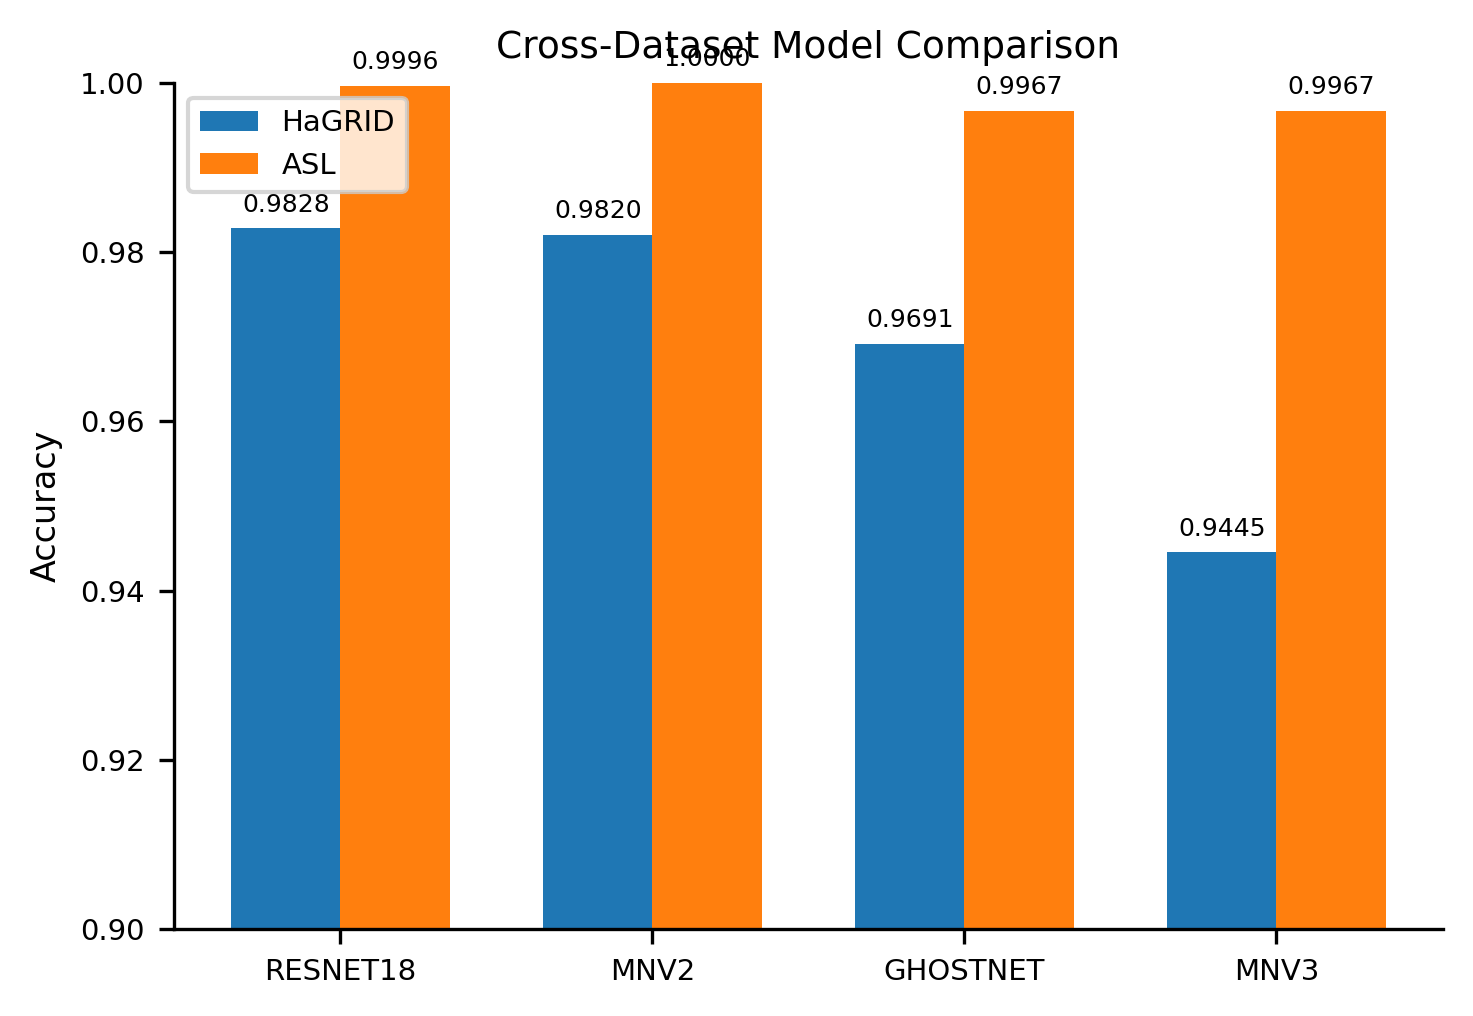 Cross-Dataset Model Comparison
0.9996
1.0000
0.9967
0.9967
1.00
HaGRID
ASL
0.9828
0.9820
0.98
0.9691
0.96
0.9445
0.94
0.92
0.90
Accuracy
RESNET18
MNV2
GHOSTNET
MNV3